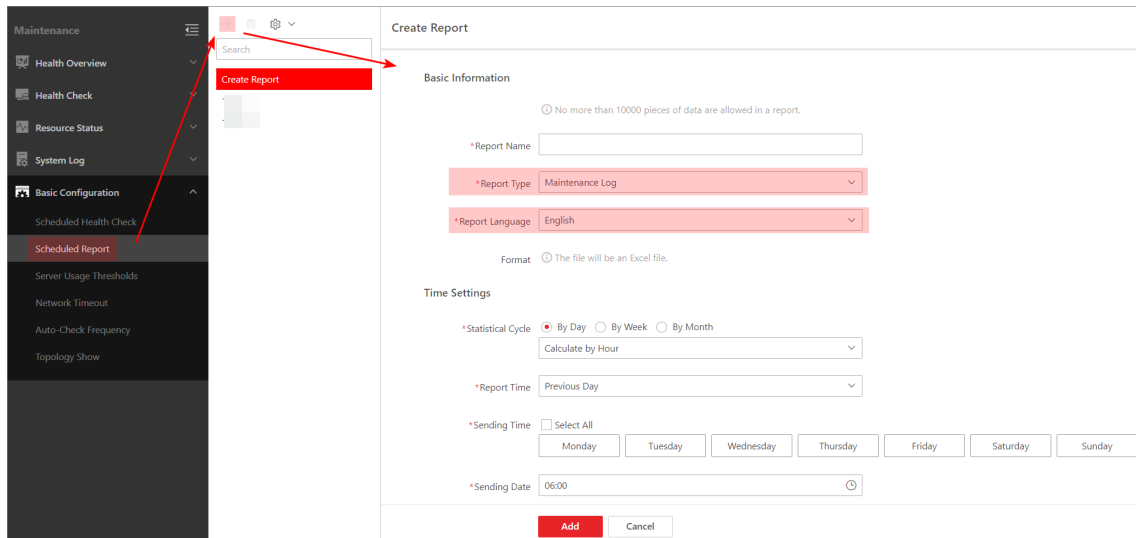 Maintenance
Health Overview
Health Check
Resource Status
System Log
Basic Configuration
Scheduled Health Check
Scheduled Report
Server Usage Thresholds
Network Timeout
Auto-Check Frequency
Topology Show
Search
Create Report
Create Report
Basic Information
No more than 10000 pieces of data are allowed in a report.
*Report Name
*Report Type Maintenance Log
*Report Language English
Format The file will be an Excel file.
Time Settings
*Statistical Cycle By Day By Week By Month
Calculate by Hour
*Report Time Previous Day
*Sending Time Select All
Monday Tuesday Wednesday Thursday Friday Saturday Sunday
*Sending Date 06:00
Add Cancel